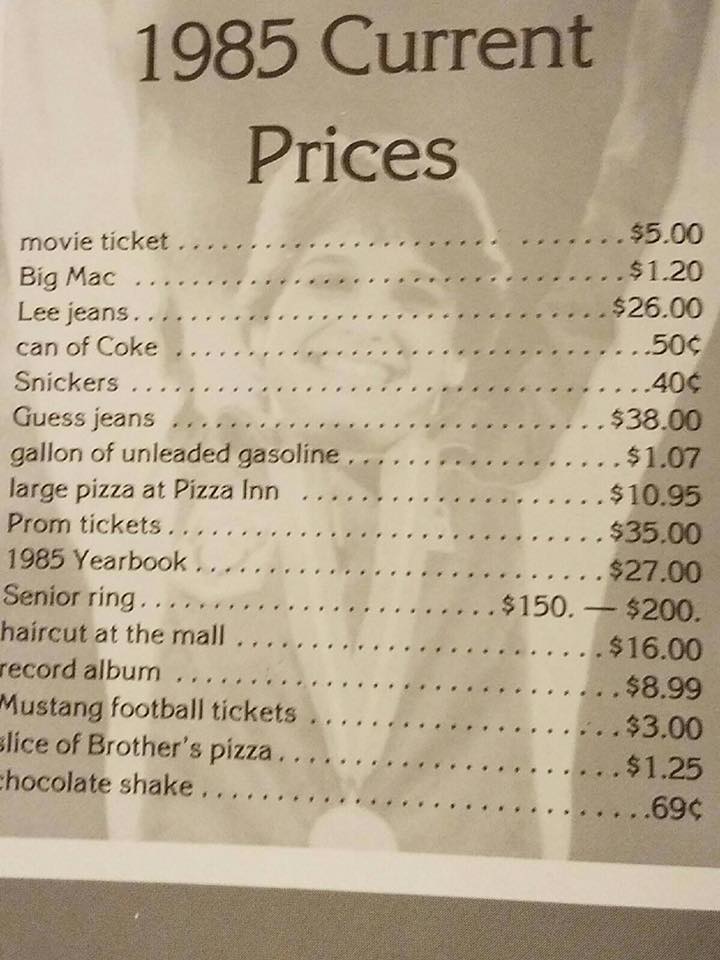 1985 Current
Prices
movie ticket ............................. $5.00
Big Mac .................................. $1.20
Lee jeans................................. $26.00
can of Coke .................................50¢
Snickers ....................................40¢
Guess jeans .............................. $38.00
gallon of unleaded gasoline................... $1.07
large pizza at Pizza Inn ..................... $10.95
Prom tickets.............................. $35.00
1985 Yearbook............................ $27.00
Senior ring......................... $150. — $200.
haircut at the mall ......................... $16.00
record album ............................. $8.99
Mustang football tickets ...................... $3.00
slice of Brother's pizza........................ $1.25
chocolate shake...............................69¢